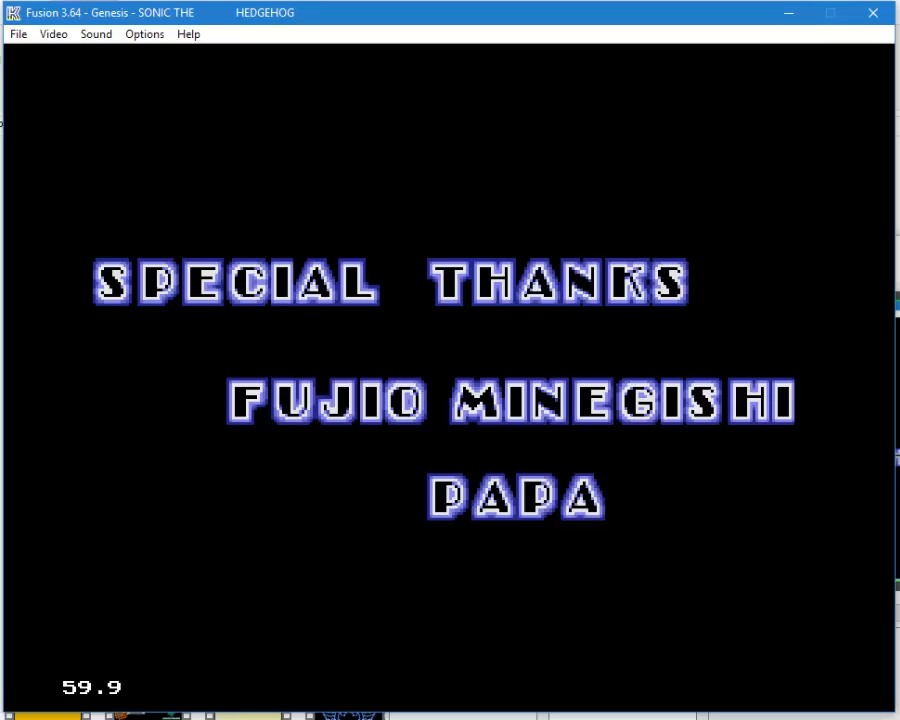 Fusion 3.64 - Genesis - SONIC THE HEDGEHOG
File Video Sound Options Help
SPECIAL THANKS
FUJIO MINEGISHI
PAPA
59.9